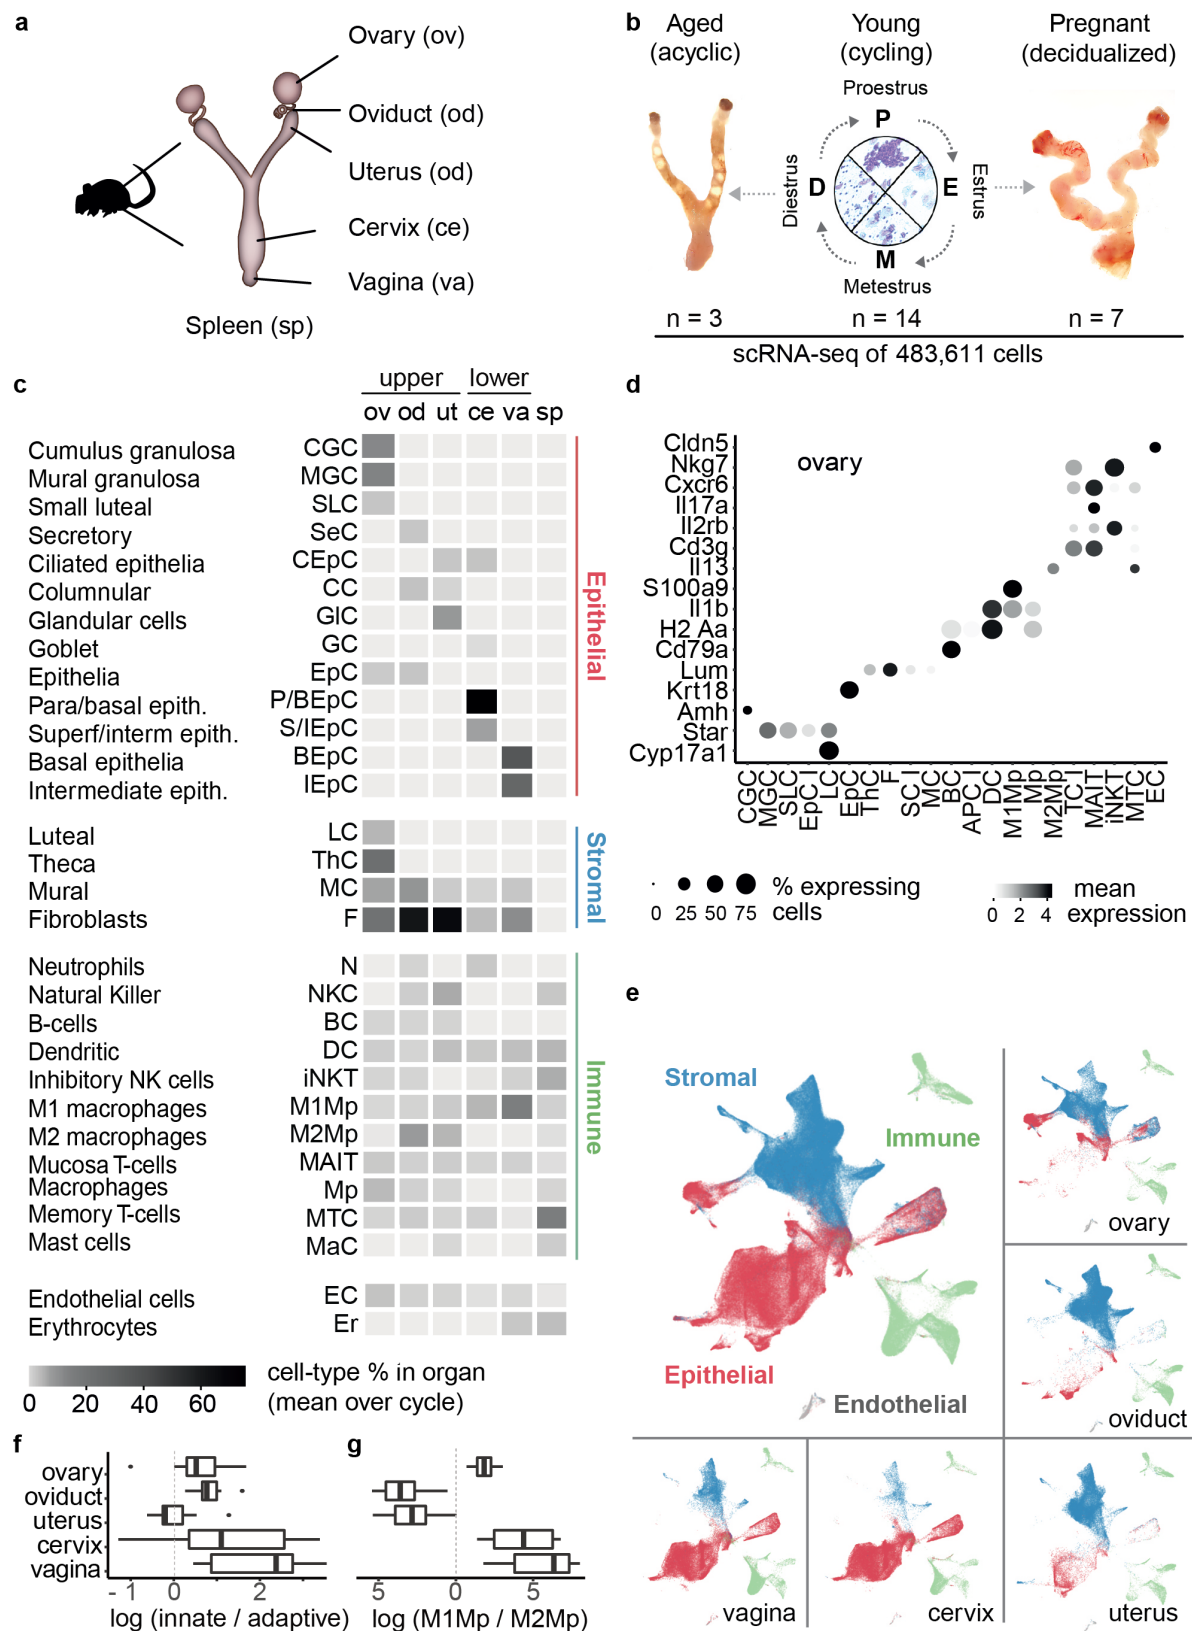 a
Ovary (ov)
Oviduct (od)
Uterus (od)
Cervix (ce)
Vagina (va)
Spleen (sp)
b
Aged
(acyclic)
Young
(cycling)
Pregnant
(decidualized)
Proestrus
P
Diestrus
D
E
Estrus
M
Metestrus
n = 3
n = 14
n = 7
scRNA-seq of 483,611 cells
c
upper lower
ov od ut ce va sp
Cumulus granulosa CGC
Mural granulosa MGC
Small luteal SLC
Secretory SeC
Ciliated epithelia CEpC
Columnular CC
Glandular cells GlC
Goblet GC
Epithelia EpC
Para/basal epith. P/BEpC
Superf/interm epith. S/IEpC
Basal epithelia BEpC
Intermediate epith. IEpC
Epithelial
Luteal LC
Theca ThC
Mural MC
Fibroblasts F
Stromal
Neutrophils N
Natural Killer NKC
B-cells BC
Dendritic DC
Inhibitory NK cells iNKT
M1 macrophages M1Mp
M2 macrophages M2Mp
Mucosa T-cells MAIT
Macrophages Mp
Memory T-cells MTC
Mast cells MaC
Immune
Endothelial cells EC
Erythrocytes Er
cell-type % in organ
(mean over cycle)
0 20 40 60
d
ovary
Cldn5
Nkg7
Cxcr6
Il17a
Il2rb
Cd3g
Il13
S100a9
Il1b
H2 Aa
Cd79a
Lum
Krt18
Amh
Star
Cyp17a1
CGC
MGC
SLC
EpC I
LC
EpC
ThC
F
SC I
MC
BC
APC I
DC
M1Mp
Mp
M2Mp
TC I
MAIT
iNKT
MTC
EC
% expressing
cells
0 25 50 75
mean
expression
0 2 4
e
Stromal
Immune
Epithelial
Endothelial
ovary
oviduct
vagina
cervix
uterus
f
ovary
oviduct
uterus
cervix
vagina
- 1 0 2
log (innate / adaptive)
g
5 0 5
log (M1Mp / M2Mp)